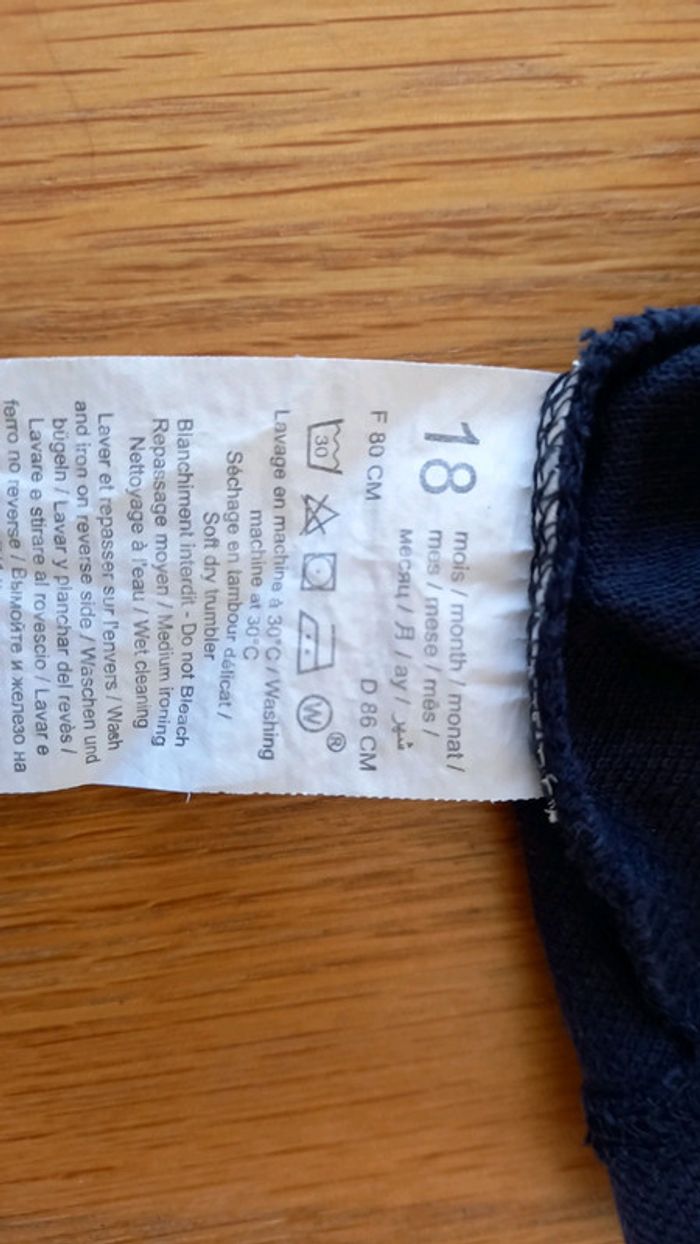 18
mois / month / monat /
mes / mese / mês /
месяц / 月 / ay / شهر
F 80 CM D 86 CM
30
W ®
Lavage en machine à 30°C / Washing
machine at 30°C
Séchage en tambour délicat /
Soft dry trumbler
Blanchiment interdit - Do not Bleach
Repassage moyen / Medium ironing
Nettoyage à l'eau / Wet cleaning
Laver et repasser sur l'envers / Wash
and iron on reverse side / Waschen und
bügeln / Lavar y planchar del revès /
Lavare e stirare al rovescio / Lavar e
ferro no reverse / Вымойте и железо на